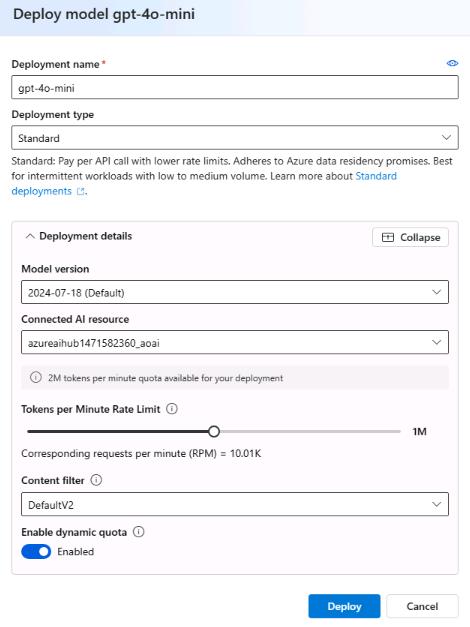 Deploy model gpt-4o-mini
Deployment name*
gpt-4o-mini
Deployment type
Standard
Standard: Pay per API call with lower rate limits. Adheres to Azure data residency promises. Best
for intermittent workloads with low to medium volume. Learn more about Standard
deployments.
Deployment details
Collapse
Model version
2024-07-18 (Default)
Connected AI resource
azureaihub1471582360_aoai
2M tokens per minute quota available for your deployment
Tokens per Minute Rate Limit
1M
Corresponding requests per minute (RPM) = 10.01K
Content filter
DefaultV2
Enable dynamic quota
Enabled
Deploy
Cancel